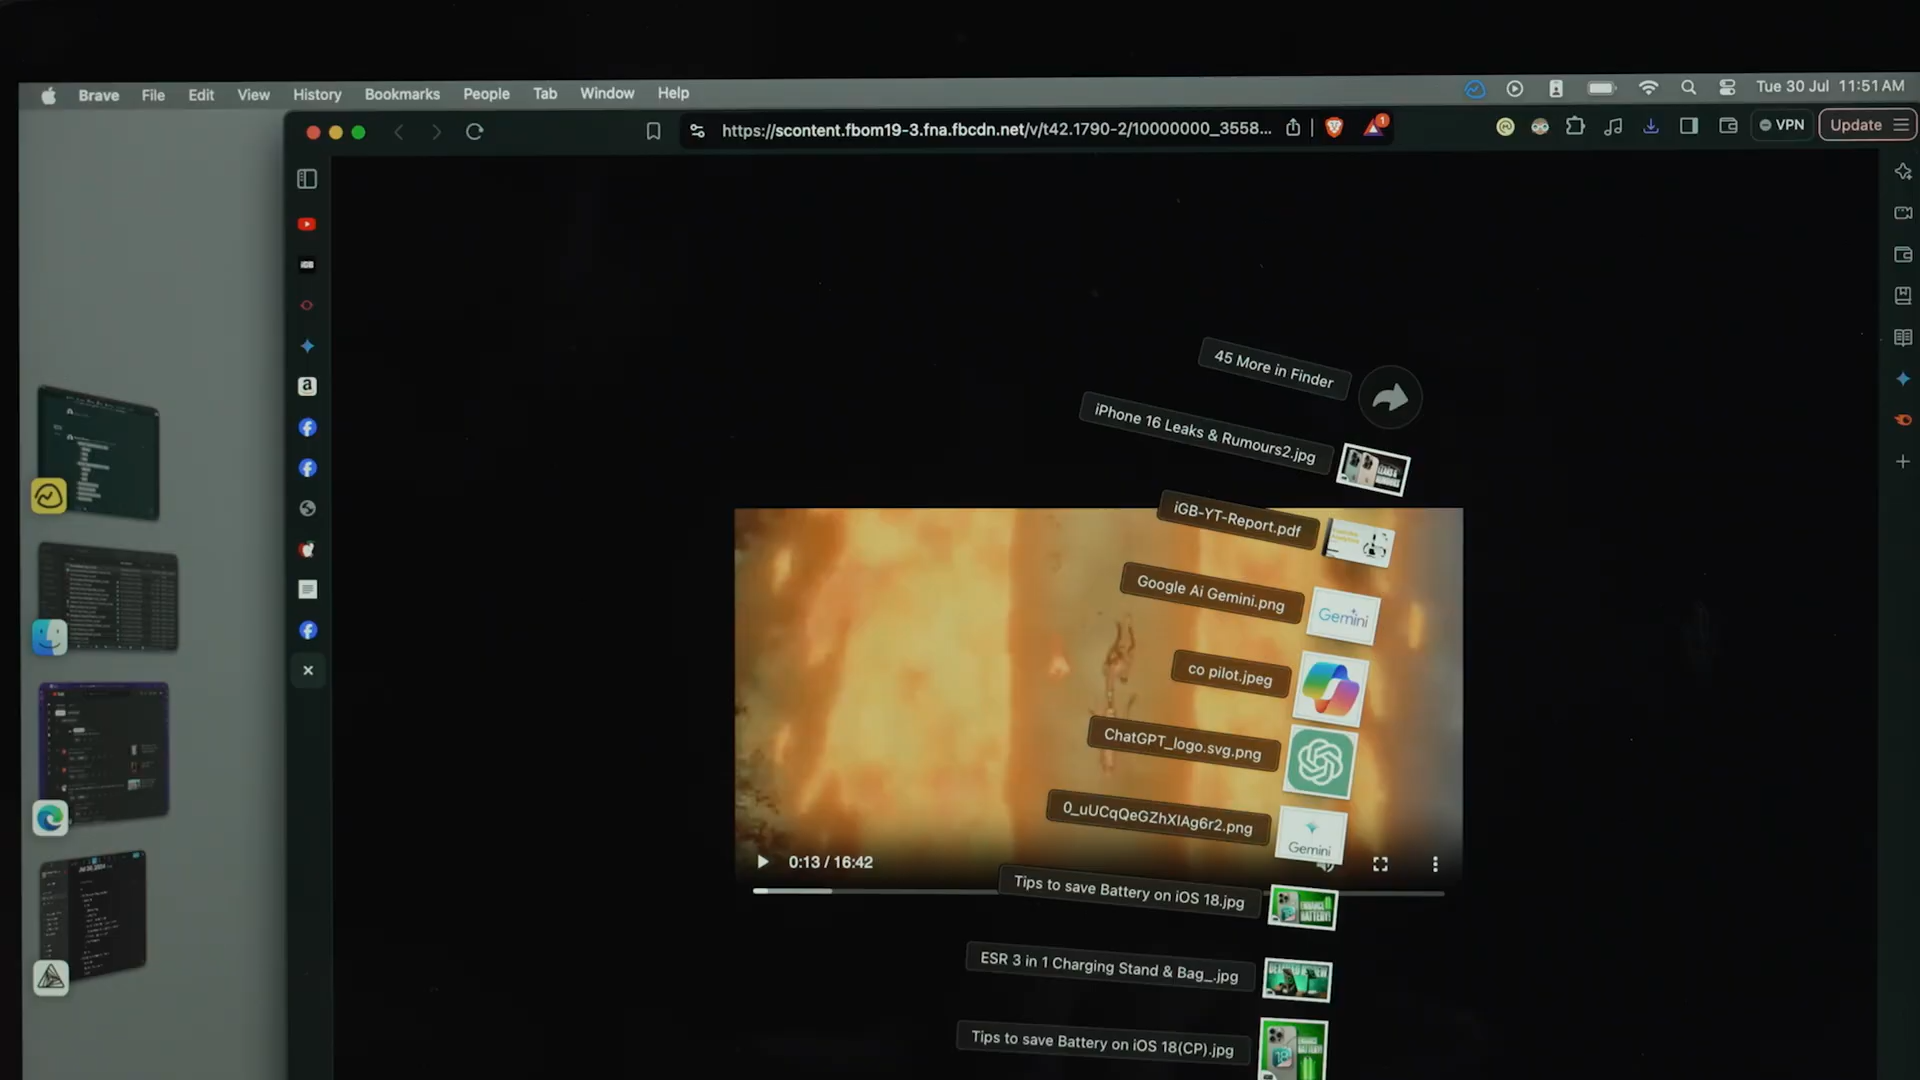 Brave File Edit View History Bookmarks People Tab Window Help
Tue 30 Jul 11:51 AM
https://scontent.fbom19-3.fna.fbcdn.net/v/t42.1790-2/10000000_3558...
1
VPN
Update
a
45 More in Finder
iPhone 16 Leaks & Rumours2.jpg
iGB-YT-Report.pdf
Google Ai Gemini.png
Gemini
co pilot.jpeg
ChatGPT_logo.svg.png
0_uUCqQeGZhXIAg6r2.png
Gemini
0:13 / 16:42
Tips to save Battery on iOS 18.jpg
ENHANCE
BATTERY!
ESR 3 in 1 Charging Stand & Bag_.jpg
Tips to save Battery on iOS 18(CP).jpg
18